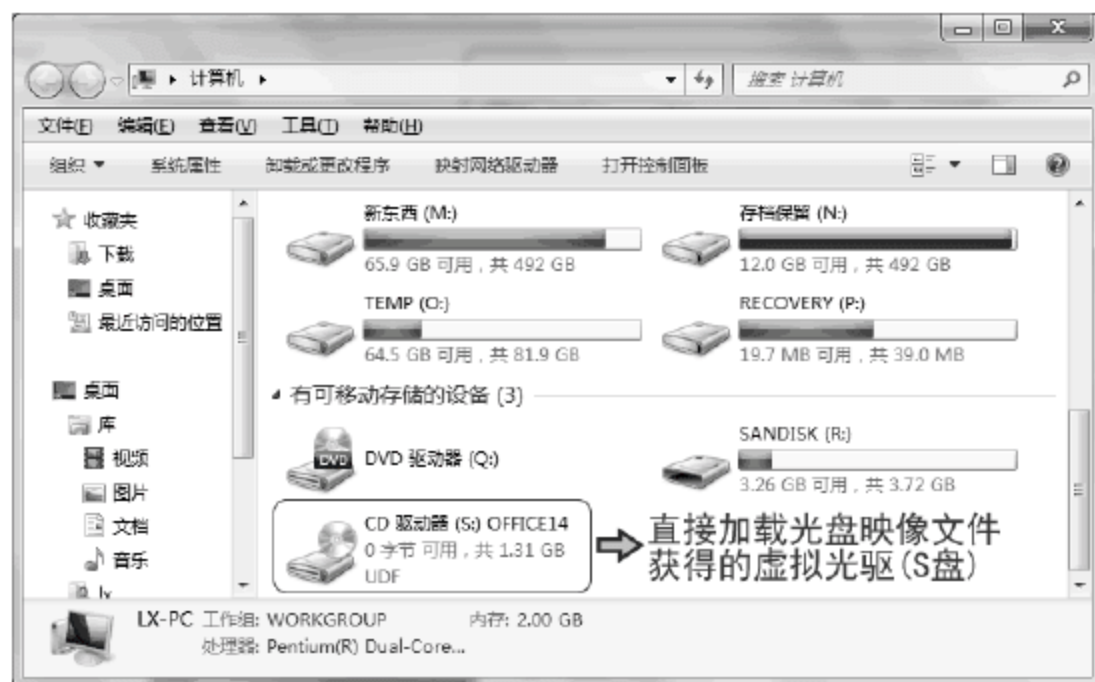 计算机
搜索 计算机
文件(F) 编辑(E) 查看(V) 工具(T) 帮助(H)
组织 系统属性 卸载或更改程序 映射网络驱动器 打开控制面板
收藏夹
下载
桌面
最近访问的位置
桌面
库
视频
图片
文档
音乐
lx
新东西 (M:)
65.9 GB 可用，共 492 GB
存档保留 (N:)
12.0 GB 可用，共 492 GB
TEMP (O:)
64.5 GB 可用，共 81.9 GB
RECOVERY (P:)
19.7 MB 可用，共 39.0 MB
有可移动存储的设备 (3)
DVD
DVD 驱动器 (Q:)
SANDISK (R:)
3.26 GB 可用，共 3.72 GB
CD 驱动器 (S:) OFFICE14
0 字节 可用，共 1.31 GB
UDF
直接加载光盘映像文件
获得的虚拟光驱(S盘)
LX-PC 工作组: WORKGROUP 内存: 2.00 GB
处理器: Pentium(R) Dual-Core...